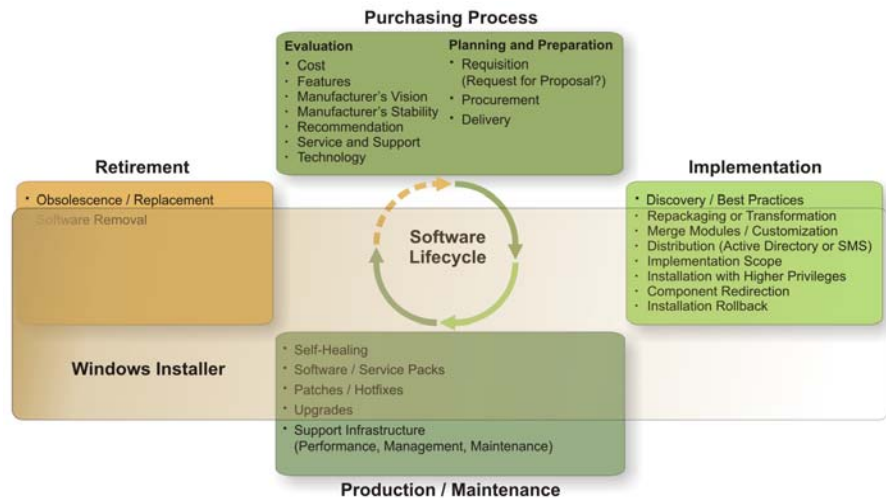 Purchasing Process
Evaluation
• Cost
• Features
• Manufacturer's Vision
• Manufacturer's Stability
• Recommendation
• Service and Support
• Technology
Planning and Preparation
• Requisition
(Request for Proposal?)
• Procurement
• Delivery
Retirement
• Obsolescence / Replacement
Software Removal
Software
Lifecycle
Implementation
• Discovery / Best Practices
• Repackaging or Transformation
• Merge Modules / Customization
• Distribution (Active Directory or SMS)
• Implementation Scope
• Installation with Higher Privileges
• Component Redirection
• Installation Rollback
Windows Installer
• Self-Healing
• Software / Service Packs
• Patches / Hotfixes
• Upgrades
• Support Infrastructure
(Performance, Management, Maintenance)
Production / Maintenance